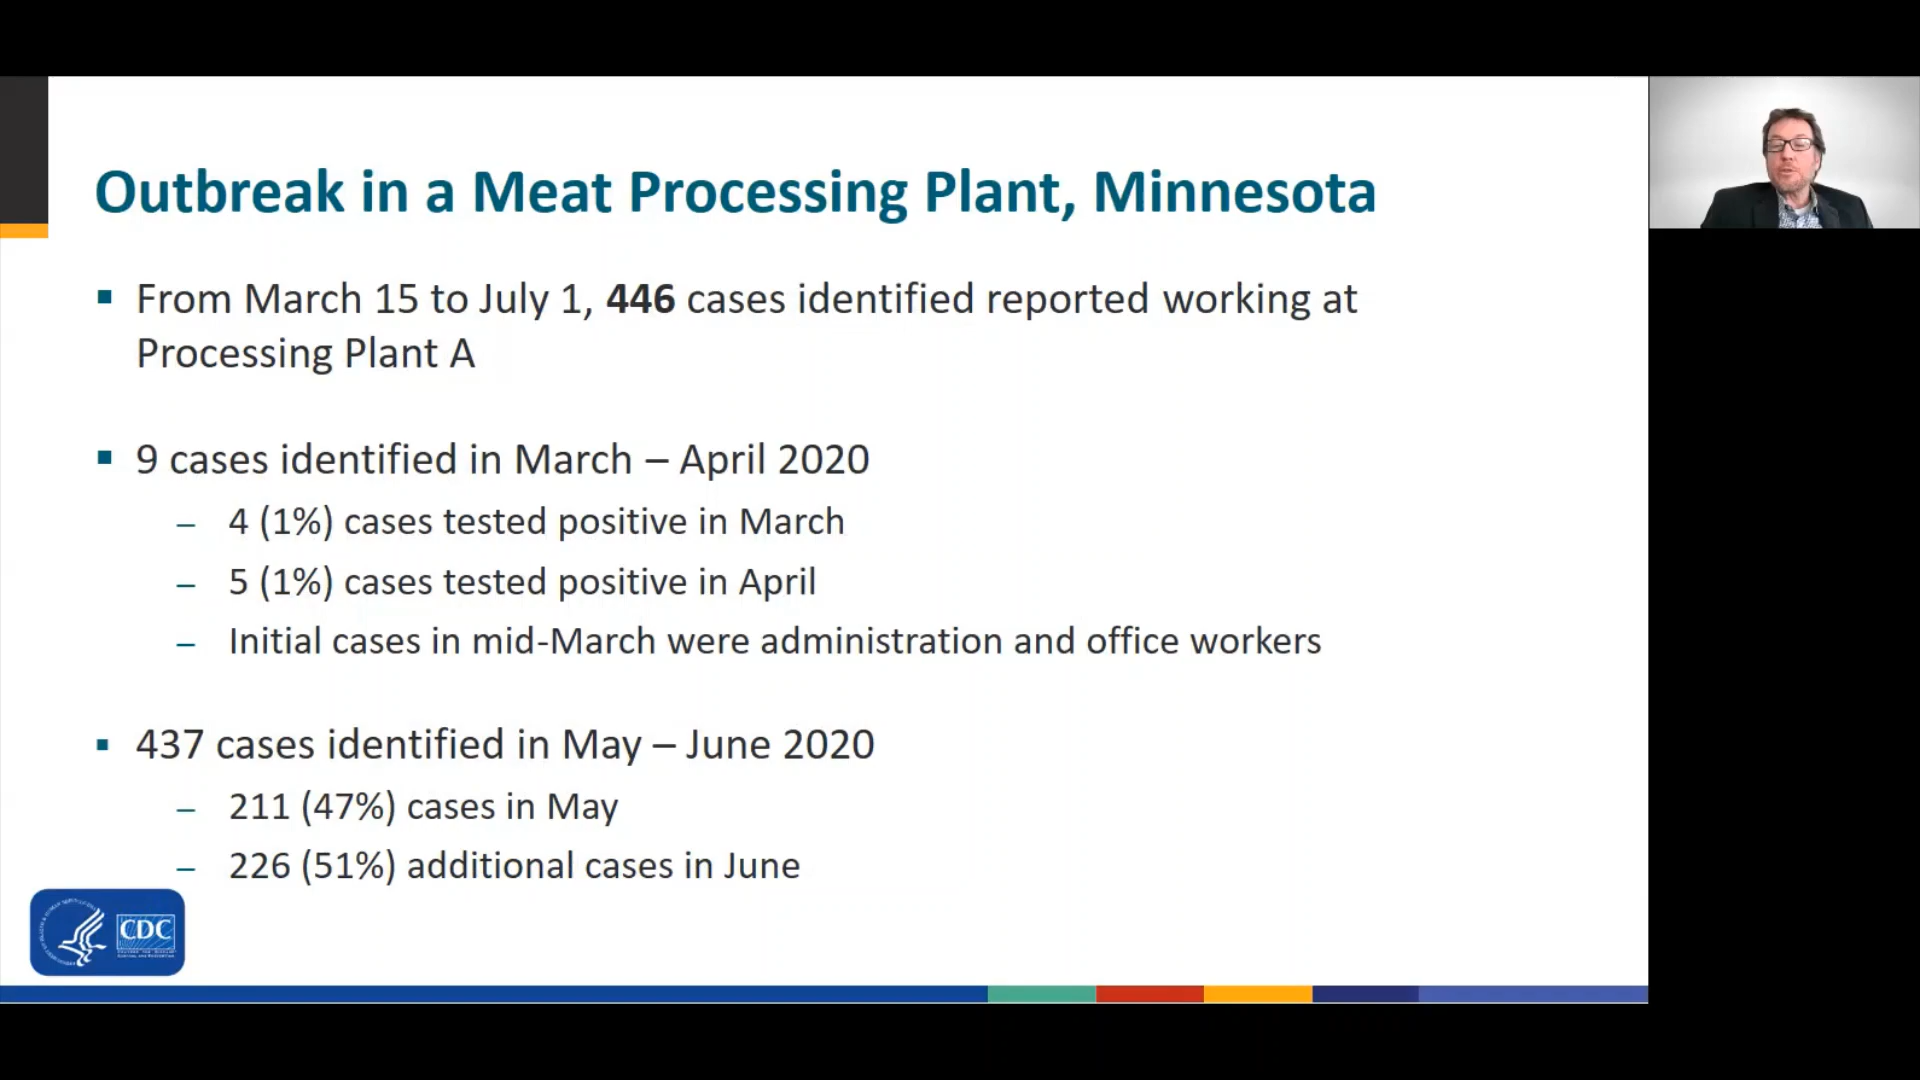 Outbreak in a Meat Processing Plant, Minnesota
▪ From March 15 to July 1, 446 cases identified reported working at
Processing Plant A
▪ 9 cases identified in March – April 2020
– 4 (1%) cases tested positive in March
– 5 (1%) cases tested positive in April
– Initial cases in mid-March were administration and office workers
▪ 437 cases identified in May – June 2020
– 211 (47%) cases in May
– 226 (51%) additional cases in June
CDC